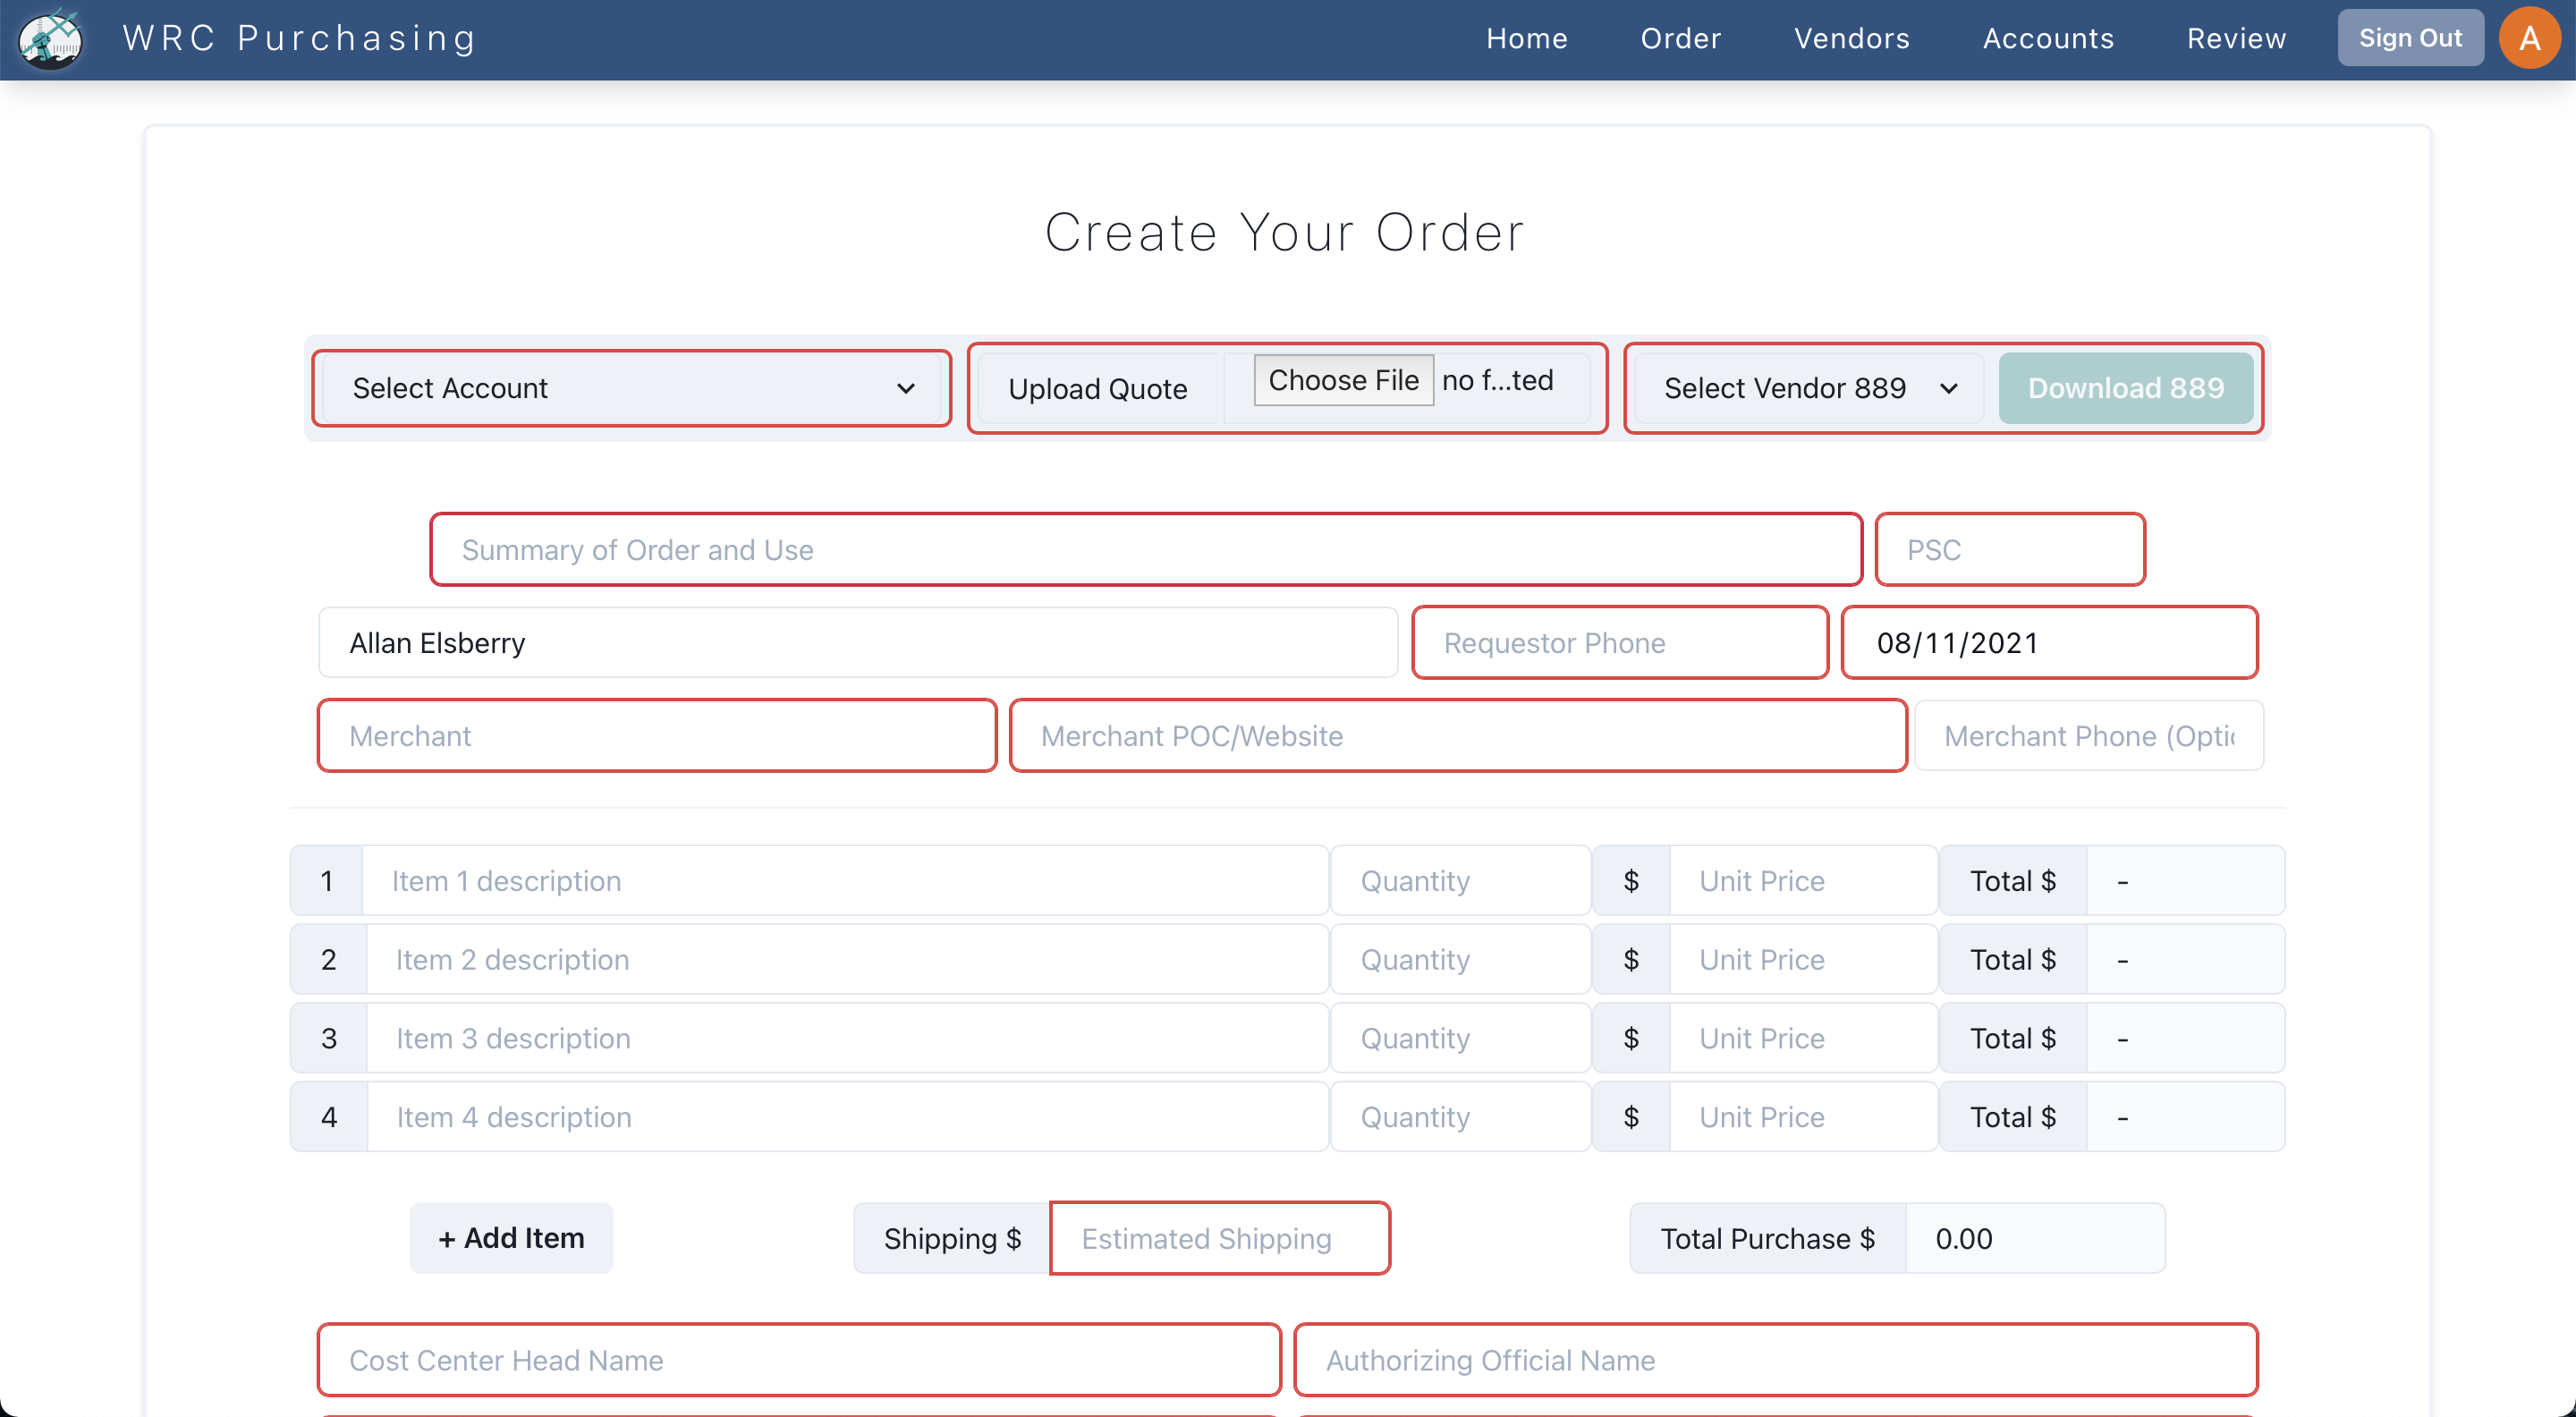 WRC Purchasing Home Order Vendors Accounts Review Sign Out A
Create Your Order
Select Account Upload Quote Choose File no f...ted Select Vendor 889 Download 889
Summary of Order and Use PSC
Allan Elsberry Requestor Phone 08/11/2021
Merchant Merchant POC/Website Merchant Phone (Optic
1 Item 1 description Quantity $ Unit Price Total $ -
2 Item 2 description Quantity $ Unit Price Total $ -
3 Item 3 description Quantity $ Unit Price Total $ -
4 Item 4 description Quantity $ Unit Price Total $ -
+ Add Item Shipping $ Estimated Shipping Total Purchase $ 0.00
Cost Center Head Name Authorizing Official Name